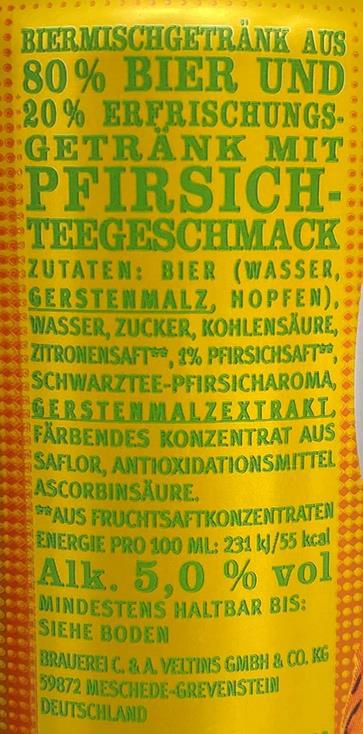 BIERMISCHGETRÄNK AUS
80% BIER UND
20% ERFRISCHUNGS-
GETRÄNK MIT
PFIRSICH-
TEEGESCHMACK
ZUTATEN: BIER (WASSER,
GERSTENMALZ, HOPFEN),
WASSER, ZUCKER, KOHLENSÄURE,
ZITRONENSAFT**, 1% PFIRSICHSAFT**,
SCHWARZTEE-PFIRSICHAROMA,
GERSTENMALZEXTRAKT,
FÄRBENDES KONZENTRAT AUS
SAFLOR, ANTIOXIDATIONSMITTEL
ASCORBINSÄURE.
**AUS FRUCHTSAFTKONZENTRATEN
ENERGIE PRO 100 ML: 231 kJ/55 kcal
Alk. 5,0 % vol
MINDESTENS HALTBAR BIS:
SIEHE BODEN
BRAUEREI C. & A. VELTINS GMBH & CO. KG
59872 MESCHEDE-GREVENSTEIN
DEUTSCHLAND